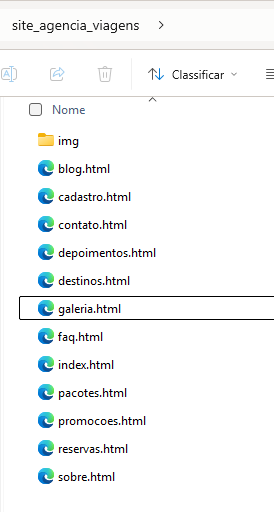 site_agencia_viagens
Classificar
Nome
img
blog.html
cadastro.html
contato.html
depoimentos.html
destinos.html
galeria.html
faq.html
index.html
pacotes.html
promocoes.html
reservas.html
sobre.html